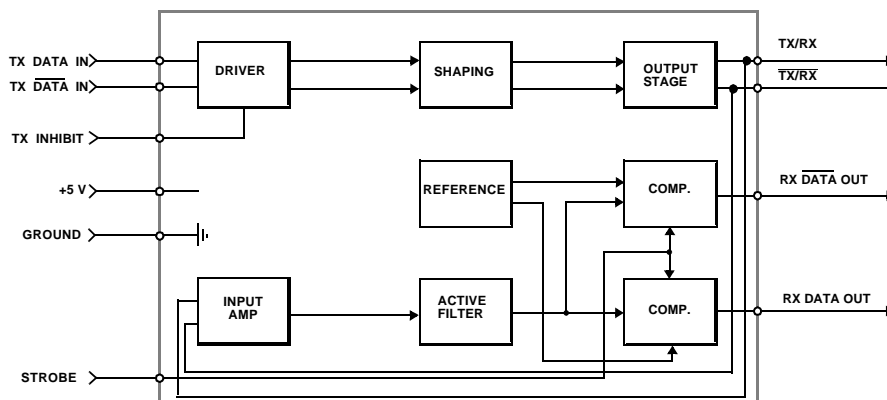 TX DATA IN
TX DATA IN
TX INHIBIT
+5 V
GROUND
STROBE
DRIVER
SHAPING
OUTPUT
STAGE
TX/RX
TX/RX
REFERENCE
COMP.
RX DATA OUT
INPUT
AMP
ACTIVE
FILTER
COMP.
RX DATA OUT